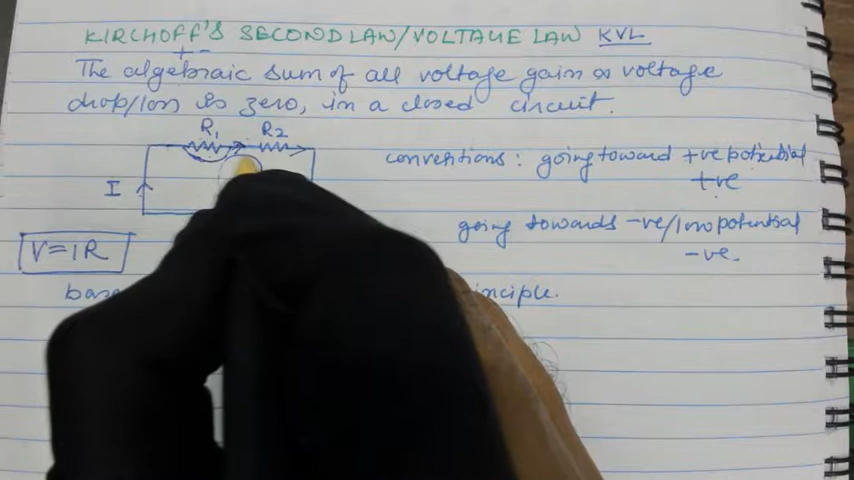 KIRCHOFF'S SECOND LAW/VOLTAGE LAW KVL
+ -
The algebraic sum of all voltage gain or voltage
drop/loss is zero, in a closed circuit.
R1 R2
conventions: going toward +ve potential
+ve
I
going towards -ve/low potential
-ve.
V=IR
inciple.